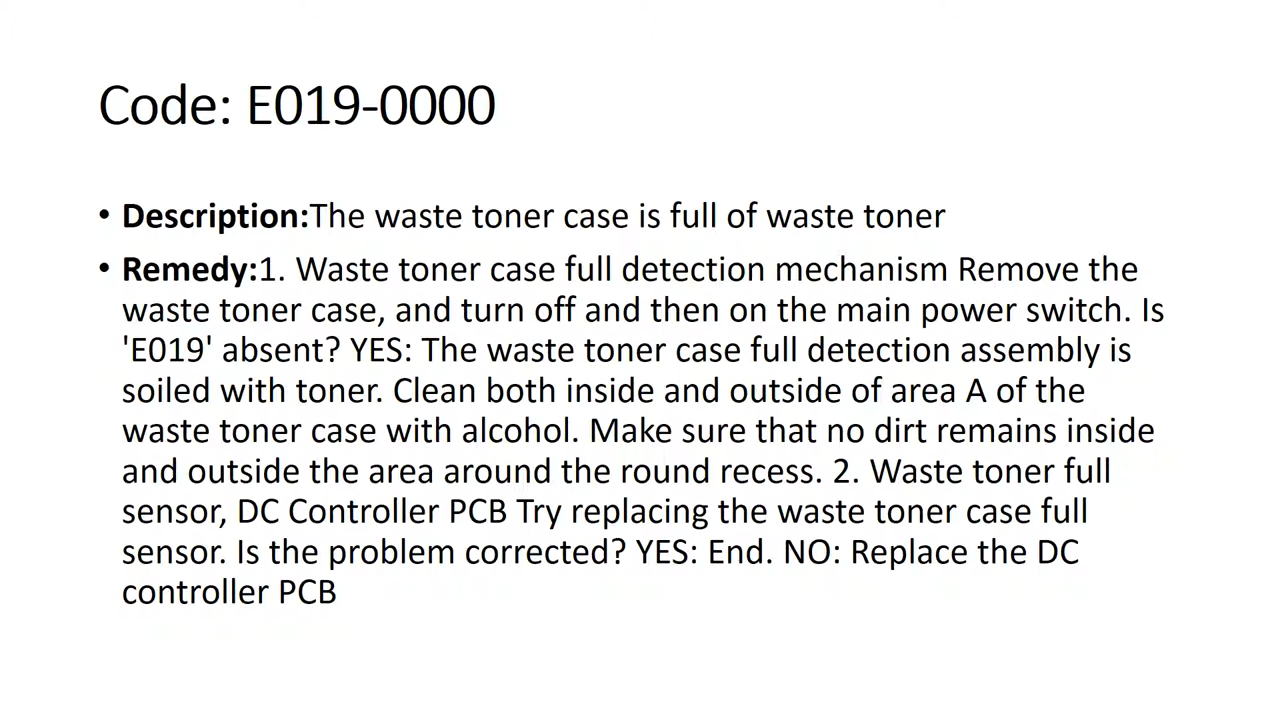 Code: E019-0000
• Description:The waste toner case is full of waste toner
• Remedy:1. Waste toner case full detection mechanism Remove the
waste toner case, and turn off and then on the main power switch. Is
'E019' absent? YES: The waste toner case full detection assembly is
soiled with toner. Clean both inside and outside of area A of the
waste toner case with alcohol. Make sure that no dirt remains inside
and outside the area around the round recess. 2. Waste toner full
sensor, DC Controller PCB Try replacing the waste toner case full
sensor. Is the problem corrected? YES: End. NO: Replace the DC
controller PCB